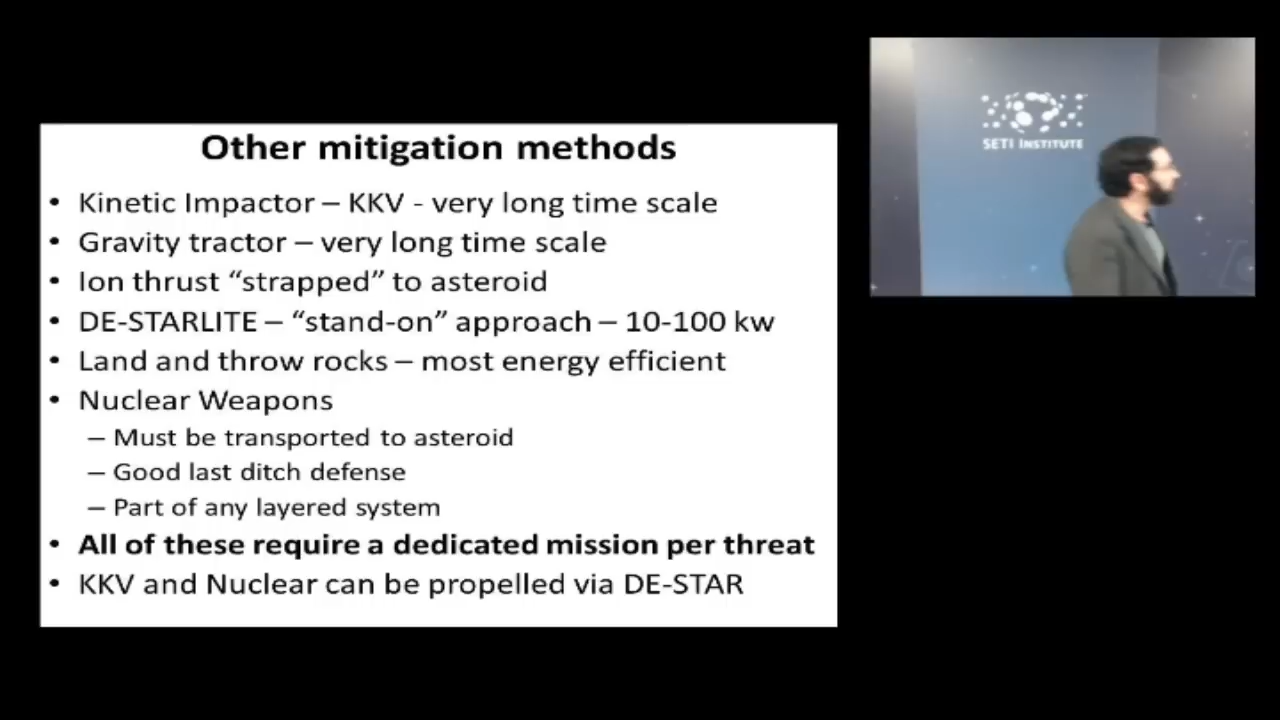 Other mitigation methods
• Kinetic Impactor – KKV - very long time scale
• Gravity tractor – very long time scale
• Ion thrust “strapped” to asteroid
• DE-STARLITE – “stand-on” approach – 10-100 kw
• Land and throw rocks – most energy efficient
• Nuclear Weapons
– Must be transported to asteroid
– Good last ditch defense
– Part of any layered system
• All of these require a dedicated mission per threat
• KKV and Nuclear can be propelled via DE-STAR
SETI INSTITUTE